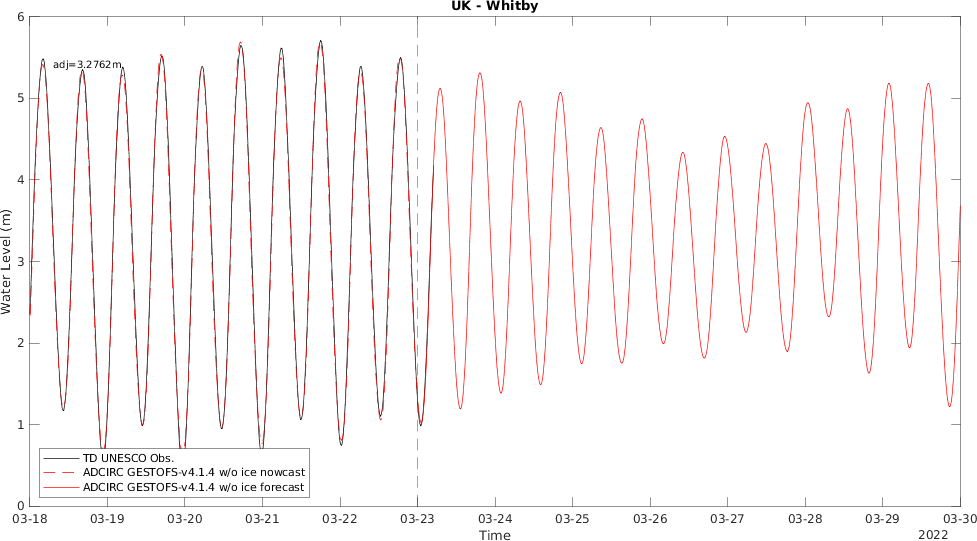 UK - Whitby
adj=3.2762m
Water Level (m)
6
5
4
3
2
1
0
TD UNESCO Obs.
ADCIRC GESTOFS-v4.1.4 w/o ice nowcast
ADCIRC GESTOFS-v4.1.4 w/o ice forecast
03-18 03-19 03-20 03-21 03-22 03-23 03-24 03-25 03-26 03-27 03-28 03-29 03-30
Time
2022